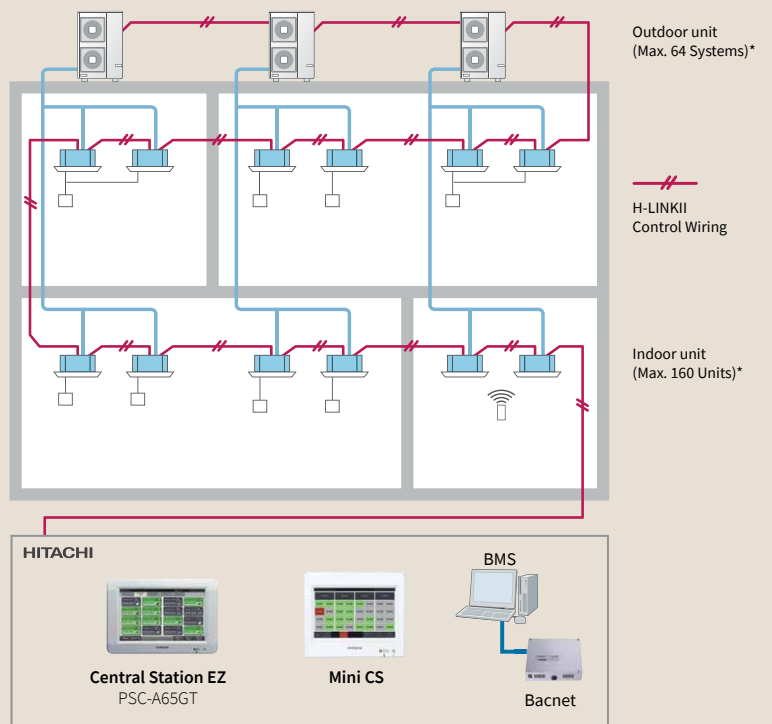 Outdoor unit
(Max. 64 Systems)*
H-LINKII
Control Wiring
Indoor unit
(Max. 160 Units)*
HITACHI
BMS
Central Station EZ
PSC-A65GT
Mini CS
Bacnet